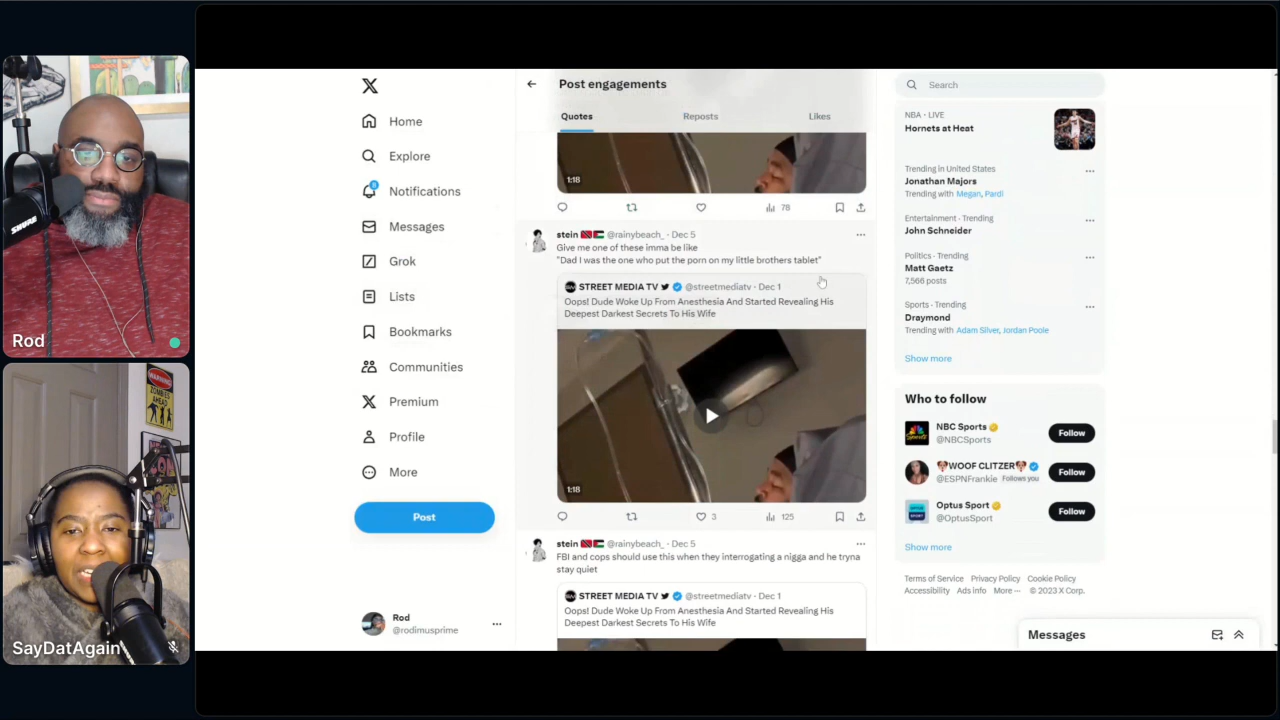 Rod
WARNING
ZOMBIES
AHEAD
SayDatAgain
SHURE
X
Home
Explore
8
Notifications
Messages
Grok
Lists
Bookmarks
Communities
Premium
Profile
More
Post
Rod
@rodimusprime
Post engagements
Quotes Reposts Likes
1:18
78
stein 🇹🇹🇵🇸 @rainybeach_ · Dec 5
Give me one of these imma be like
"Dad I was the one who put the porn on my little brothers tablet"
STREET MEDIA TV @streetmediatv · Dec 1
Oops! Dude Woke Up From Anesthesia And Started Revealing His
Deepest Darkest Secrets To His Wife
1:18
3 125
stein 🇹🇹🇵🇸 @rainybeach_ · Dec 5
FBI and cops should use this when they interrogating a nigga and he tryna
stay quiet
STREET MEDIA TV @streetmediatv · Dec 1
Oops! Dude Woke Up From Anesthesia And Started Revealing His
Deepest Darkest Secrets To His Wife
Search
NBA · LIVE
Hornets at Heat
Trending in United States
Jonathan Majors
Trending with Megan, Pardi
Entertainment · Trending
John Schneider
Politics · Trending
Matt Gaetz
7,566 posts
Sports · Trending
Draymond
Trending with Adam Silver, Jordan Poole
Show more
Who to follow
NBC Sports
@NBCSports
Follow
🐶WOOF CLITZER🐶
@ESPNFrankie Follows you
Follow
Optus Sport
@OptusSport
Follow
Show more
Terms of Service Privacy Policy Cookie Policy
Accessibility Ads info More ··· © 2023 X Corp.
Messages